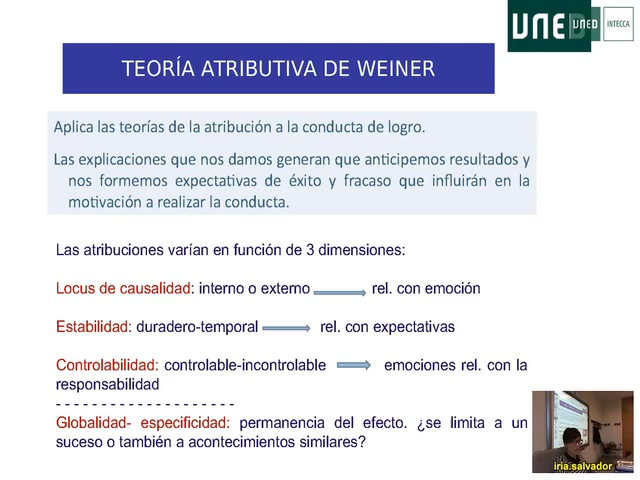 UNED
UNED
INTECCA
TEORÍA ATRIBUTIVA DE WEINER
Aplica las teorías de la atribución a la conducta de logro.
Las explicaciones que nos damos generan que anticipemos resultados y
nos formemos expectativas de éxito y fracaso que influirán en la
motivación a realizar la conducta.
Las atribuciones varían en función de 3 dimensiones:
Locus de causalidad: interno o externo rel. con emoción
Estabilidad: duradero-temporal rel. con expectativas
Controlabilidad: controlable-incontrolable emociones rel. con la
responsabilidad
- - - - - - - - - - - - - - - - - - - -
Globalidad- especificidad: permanencia del efecto. ¿se limita a un
suceso o también a acontecimientos similares?
iria.salvador